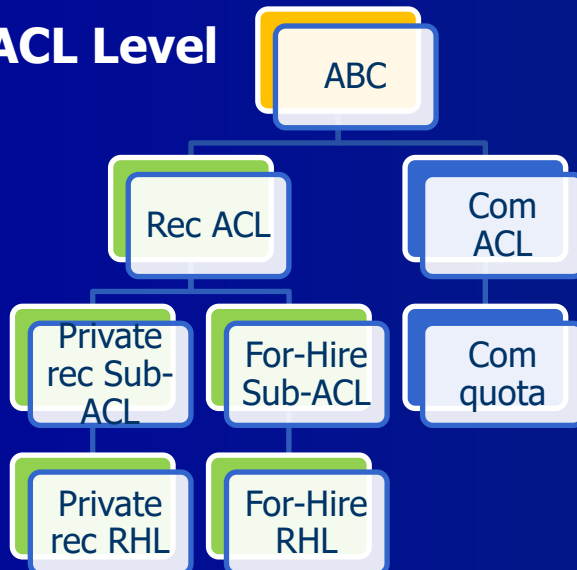 ACL Level
ABC
Rec ACL
Com
ACL
Private
rec Sub-
ACL
For-Hire
Sub-ACL
Com
quota
Private
rec RHL
For-Hire
RHL